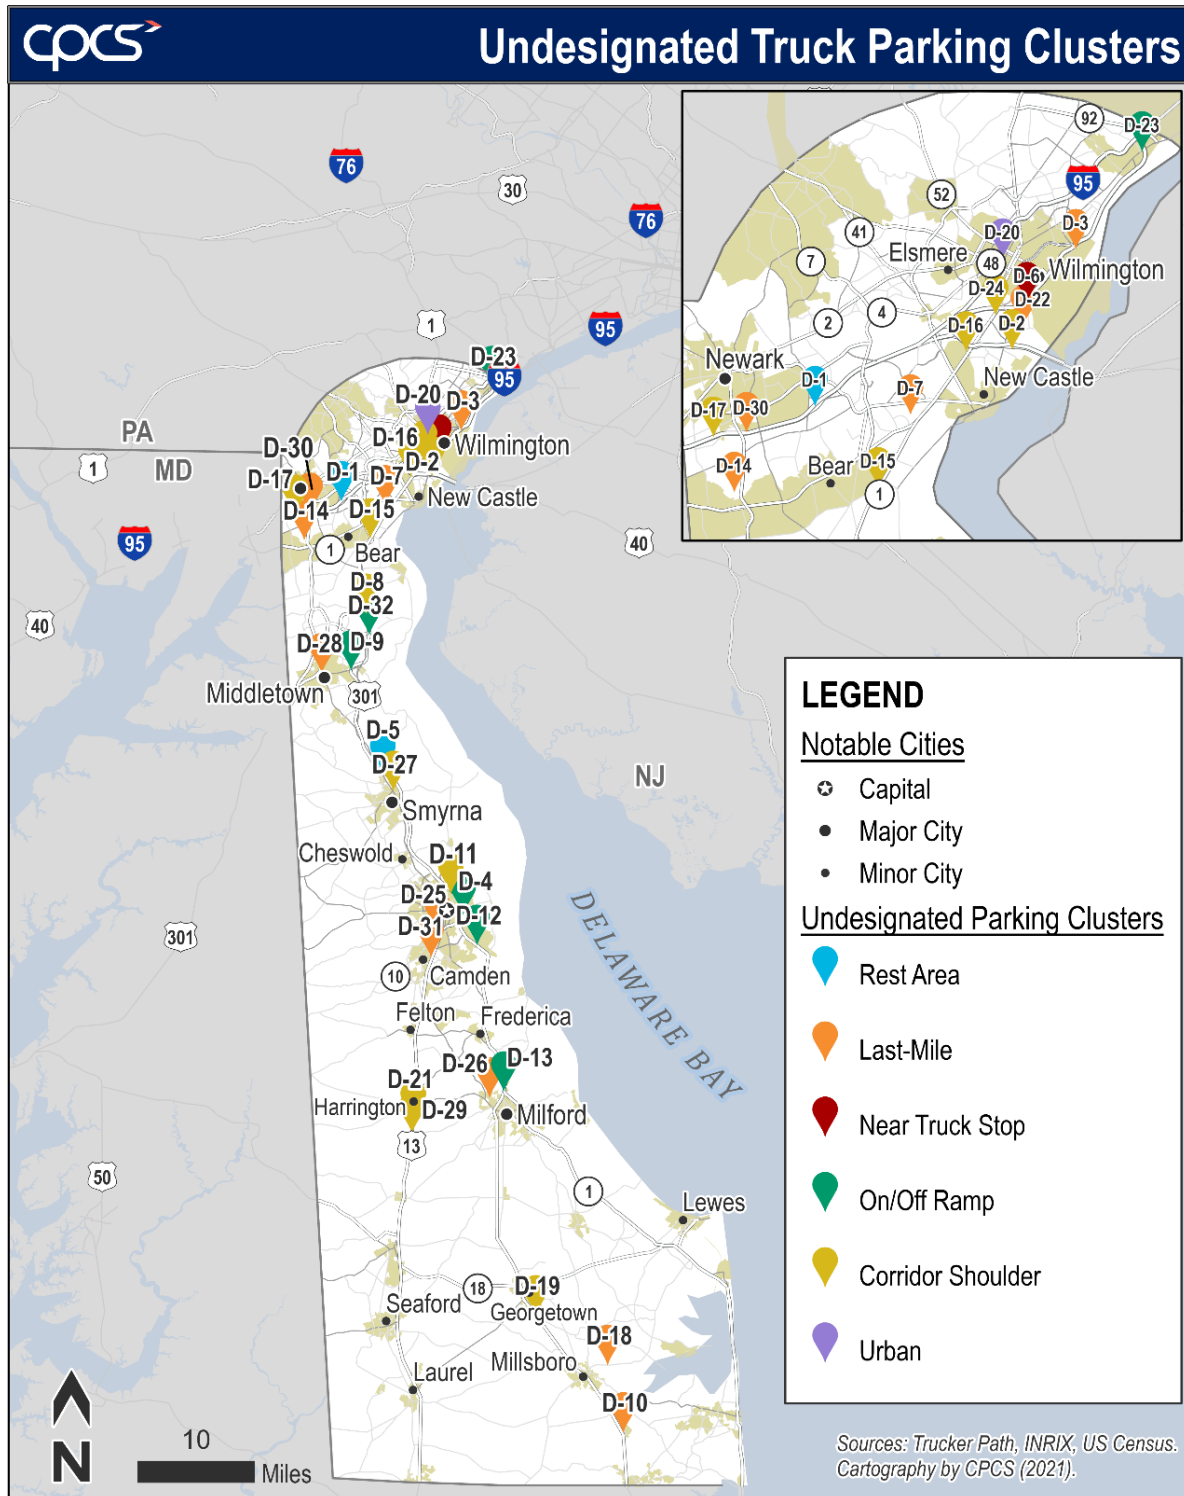 cpcs
Undesignated Truck Parking Clusters
76
30
76
1
95
D-23
95
D-20
D-3
PA
D-16
Wilmington
D-30
MD
1
D-2
D-17
D-1
D-7
New Castle
D-14
D-15
95
1
Bear
40
D-8
40
D-32
D-28
D-9
Middletown
301
D-5
D-27
NJ
Smyrna
Cheswold
D-11
D-4
D-25
D-12
D-31
301
10
Camden
DELAWARE BAY
Felton
Frederica
D-26
D-13
D-21
Harrington
D-29
Milford
13
50
1
Lewes
18
D-19
Georgetown
Seaford
D-18
Millsboro
Laurel
D-10
N
10
Miles
92
D-23
95
52
D-3
41
D-20
Elsmere
48
7
D-6
Wilmington
D-24
D-22
4
2
D-16
D-2
Newark
D-1
D-7
New Castle
D-17
D-30
D-14
Bear
D-15
1
LEGEND
Notable Cities
Capital
Major City
Minor City
Undesignated Parking Clusters
Rest Area
Last-Mile
Near Truck Stop
On/Off Ramp
Corridor Shoulder
Urban
Sources: Trucker Path, INRIX, US Census.
Cartography by CPCS (2021).